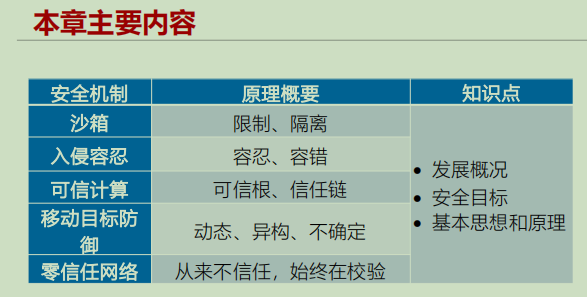 本章主要内容
安全机制 原理概要 知识点
沙箱 限制、隔离
入侵容忍 容忍、容错
可信计算 可信根、信任链
移动目标防
御
动态、异构、不确定
零信任网络 从来不信任，始终在校验
• 发展概况
• 安全目标
• 基本思想和原理